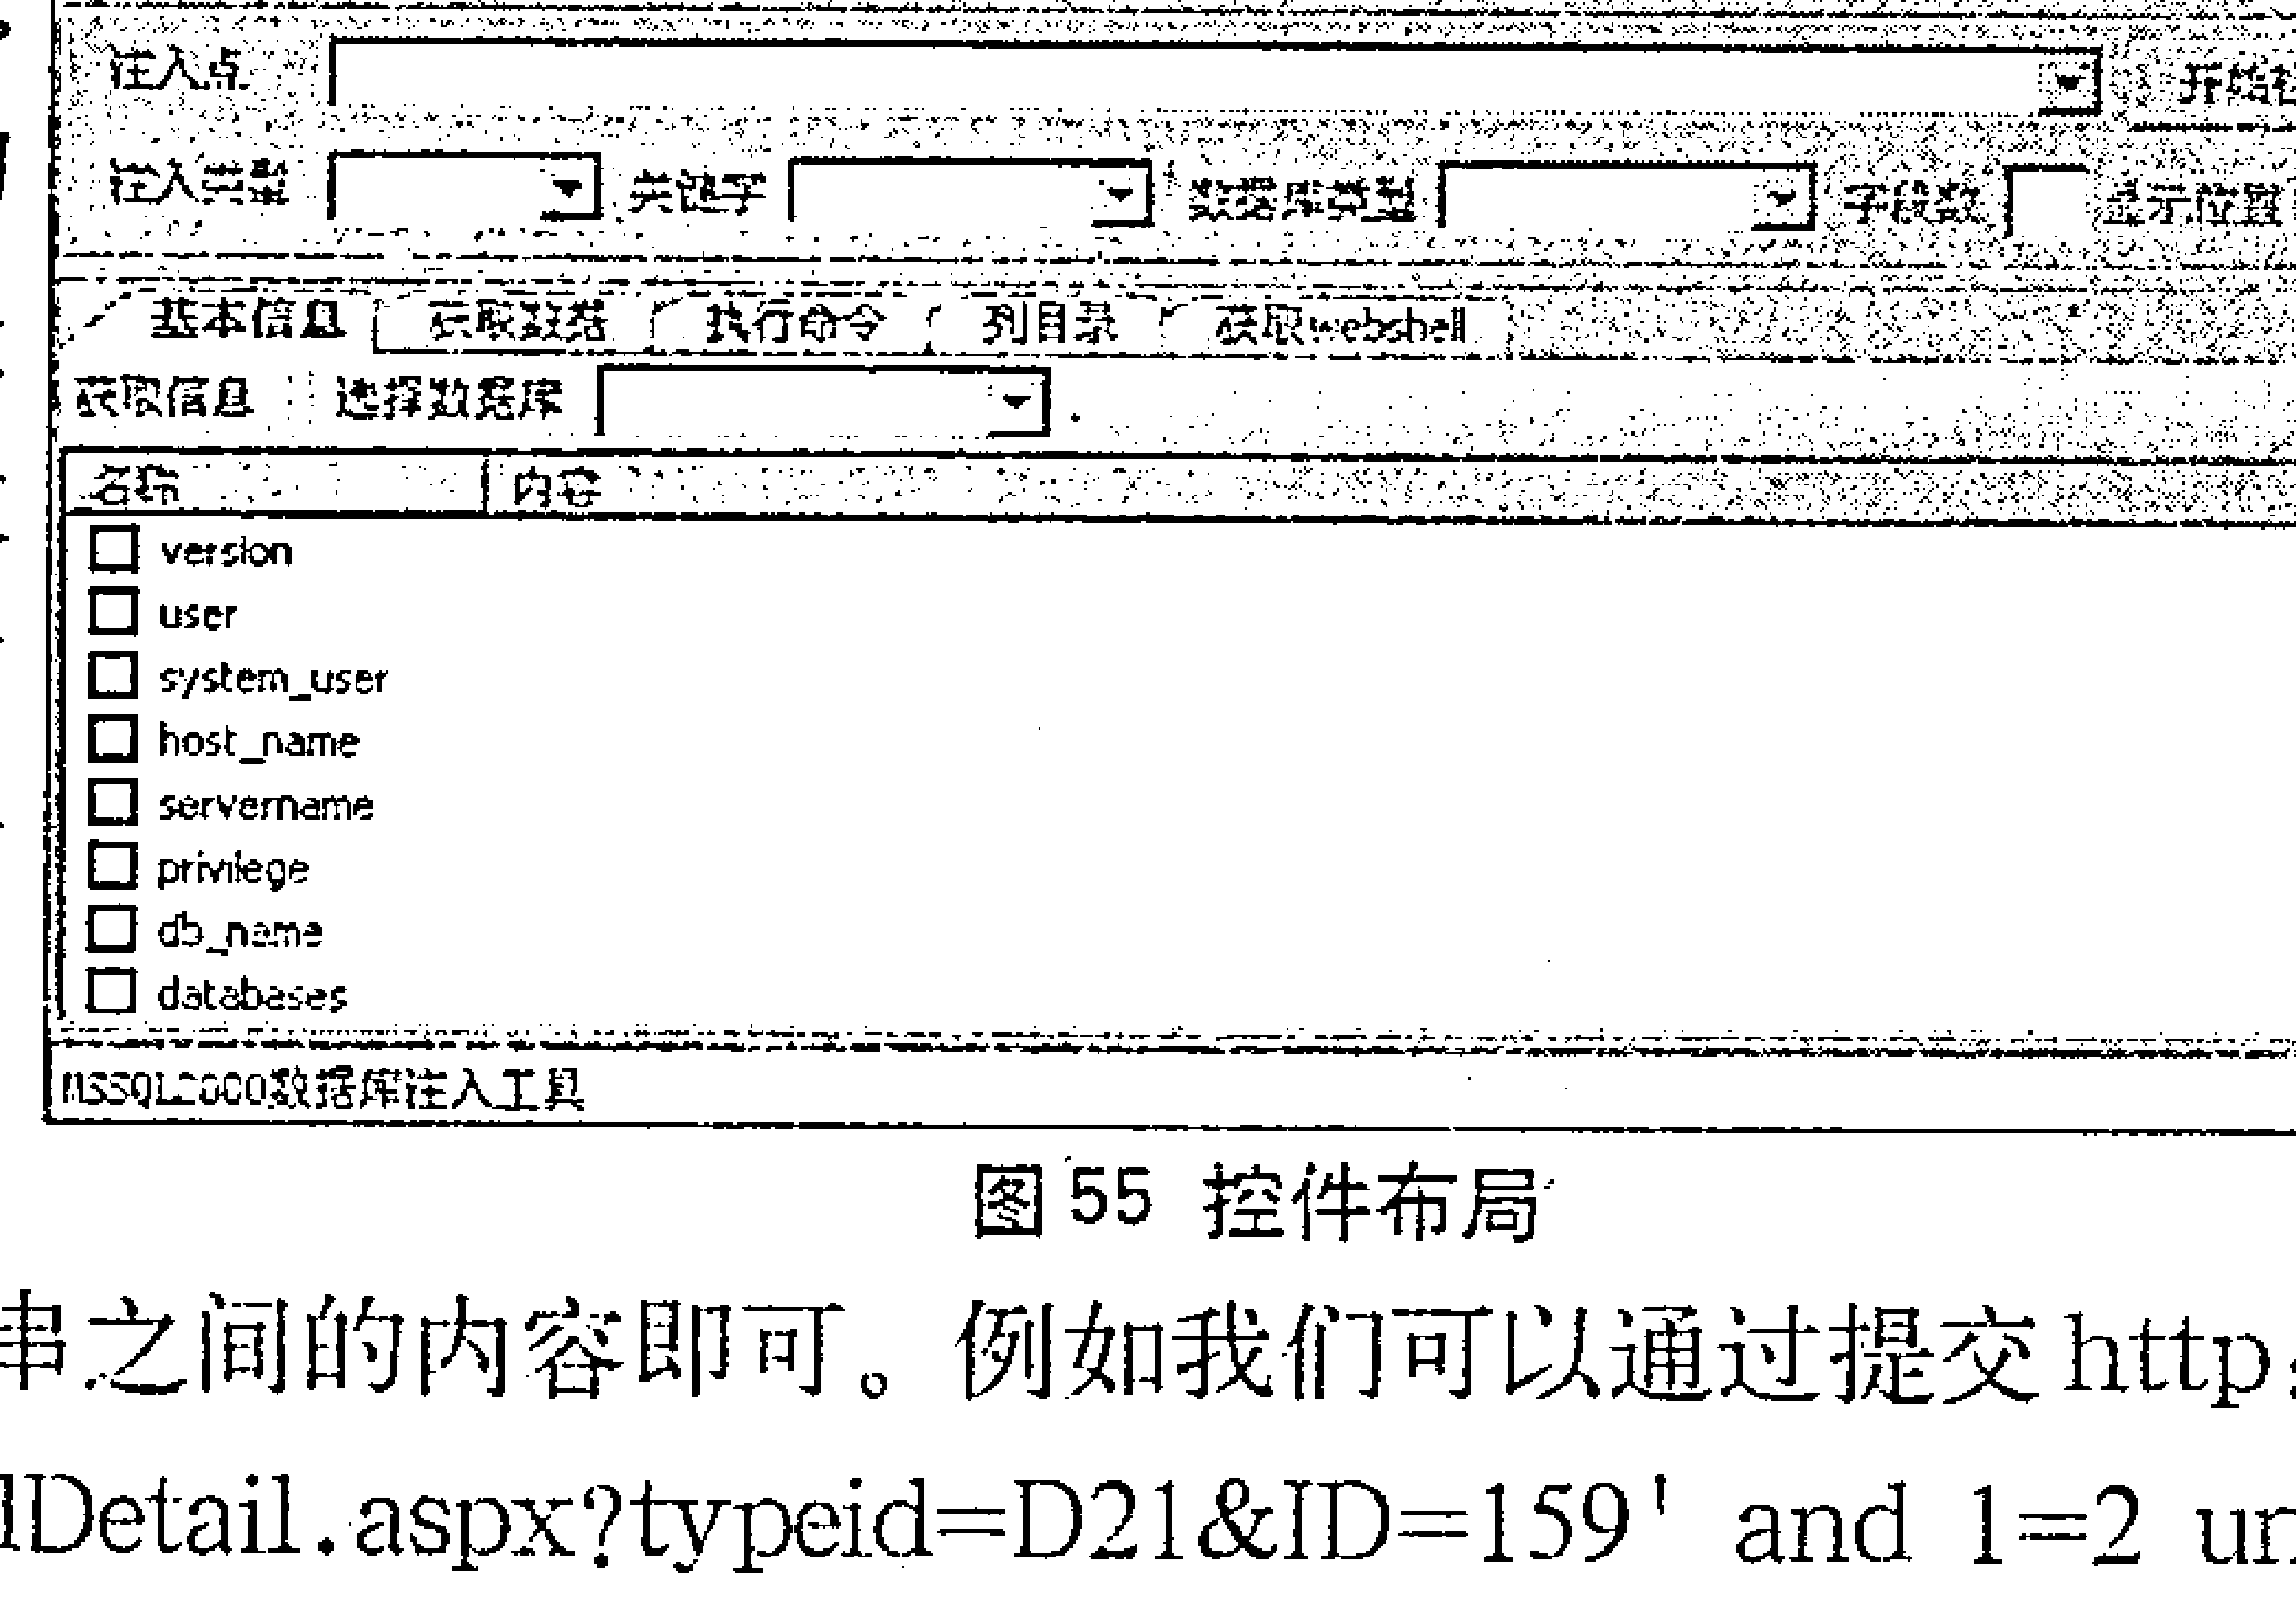 注入点 开始
注入类型 关键字 数据库类型 字段数 显示位置
基本信息 获取数据 执行命令 列目录 获取webshell
获取信息 选择数据库
名称 内容
version
user
system_user
host_name
servername
privilege
db_name
databases
MSSQL2000数据库注入工具
图 55 控件布局
串之间的内容即可。例如我们可以通过提交 http:
lDetail.aspx?typeid=D21&ID=159' and 1=2 un